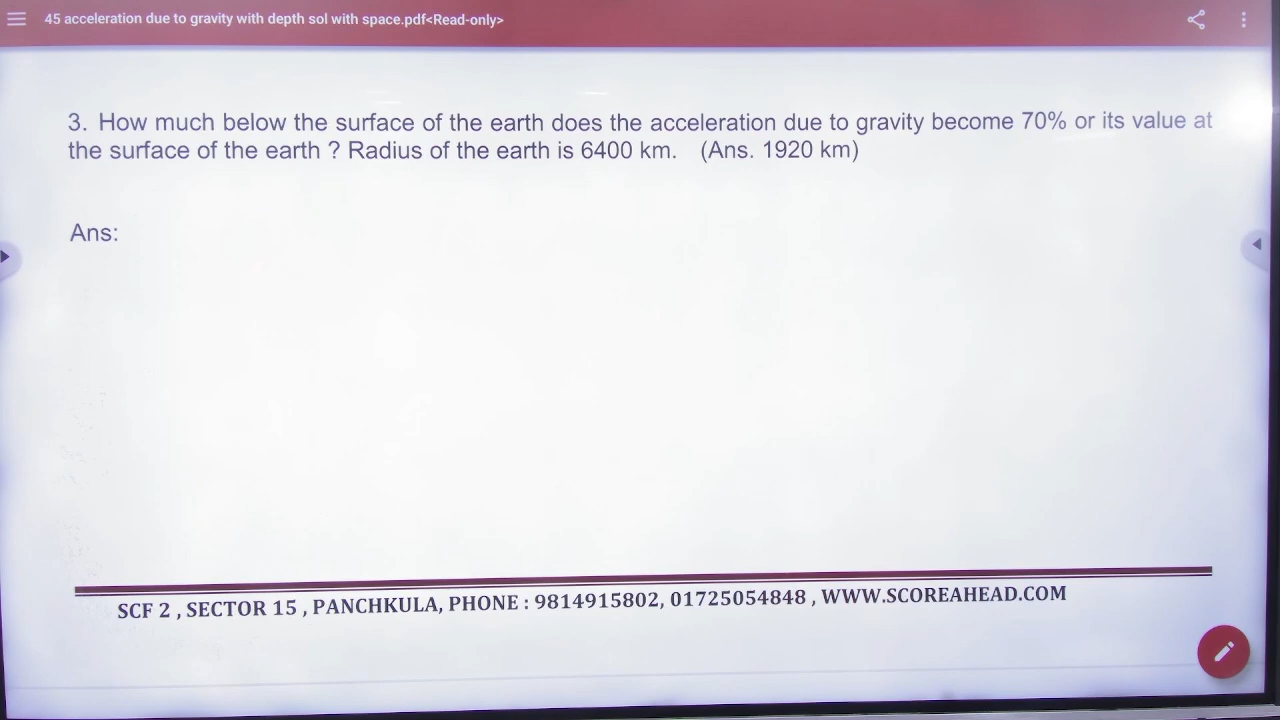 45 acceleration due to gravity with depth sol with space.pdf<Read-only>
3. How much below the surface of the earth does the acceleration due to gravity become 70% or its value at
the surface of the earth ? Radius of the earth is 6400 km. (Ans. 1920 km)
Ans:
SCF 2 , SECTOR 15 , PANCHKULA, PHONE : 9814915802, 01725054848 , WWW.SCOREAHEAD.COM